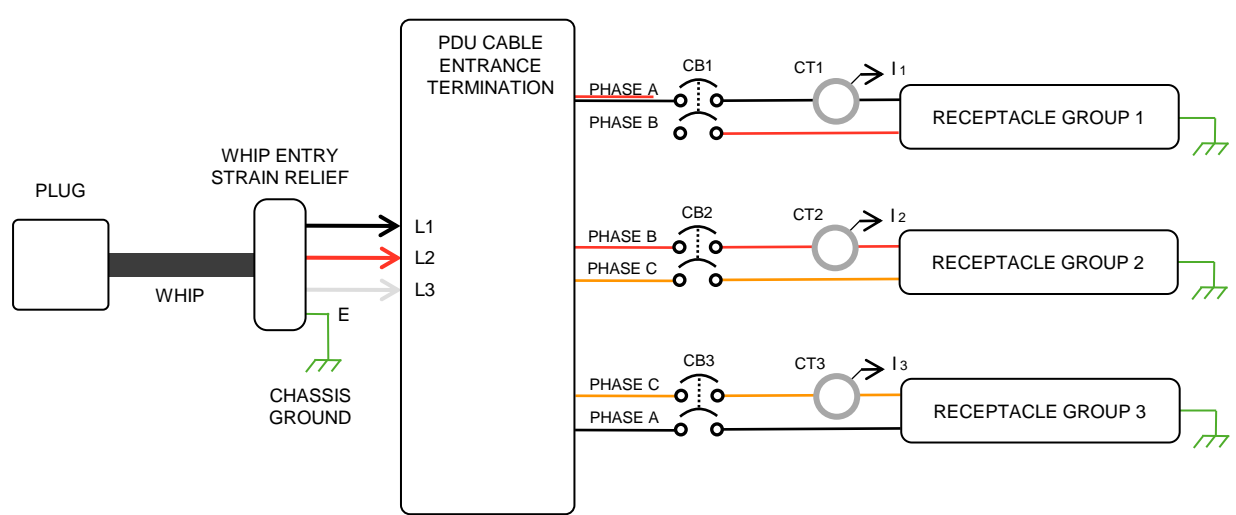 PDU CABLE
ENTRANCE
TERMINATION
PLUG
WHIP
WHIP ENTRY
STRAIN RELIEF
L1
L2
L3
E
CHASSIS
GROUND
PHASE A
PHASE B
CB1
CT1
I1
RECEPTACLE GROUP 1
PHASE B
PHASE C
CB2
CT2
I2
RECEPTACLE GROUP 2
PHASE C
PHASE A
CB3
CT3
I3
RECEPTACLE GROUP 3